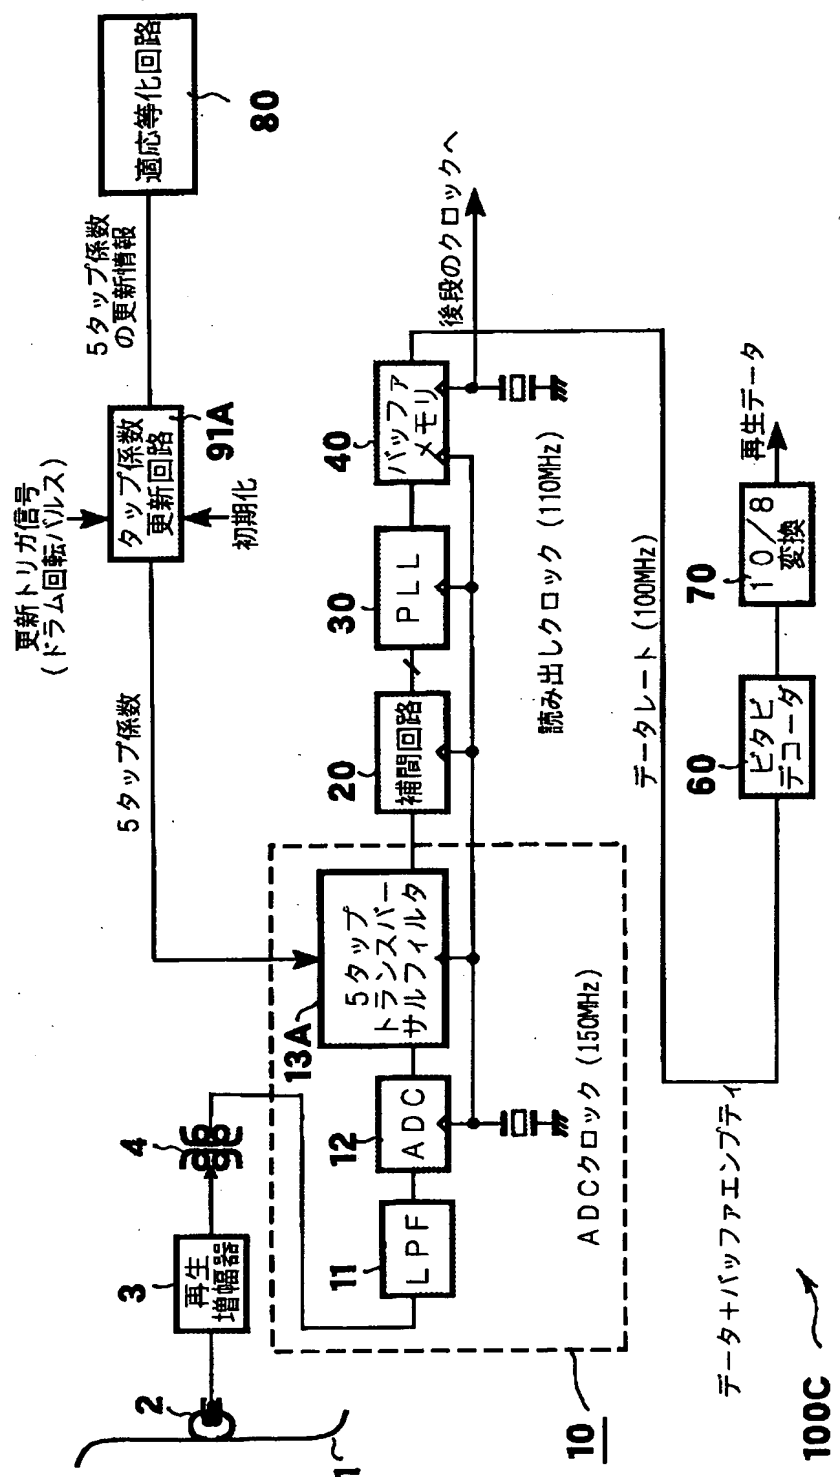 適応等化回路
80
5タップ係数
の更新情報
更新トリガ信号
(ドラム回転パルス)
タップ係数
更新回路
91A
初期化
5タップ係数
後段のクロックへ
バッファ
メモリ
40
PLL
30
補間回路
20
5タップ
トランスバー
サルフィルタ
13A
ADC
12
LPF
11
4
再生
増幅器
3
2
1
10
ADCクロック (150MHz)
読み出しクロック (110MHz)
データレート (100MHz)
再生データ
10/8
変換
70
ビタビ
デコーダ
60
データ+バッファエンプティ
100C